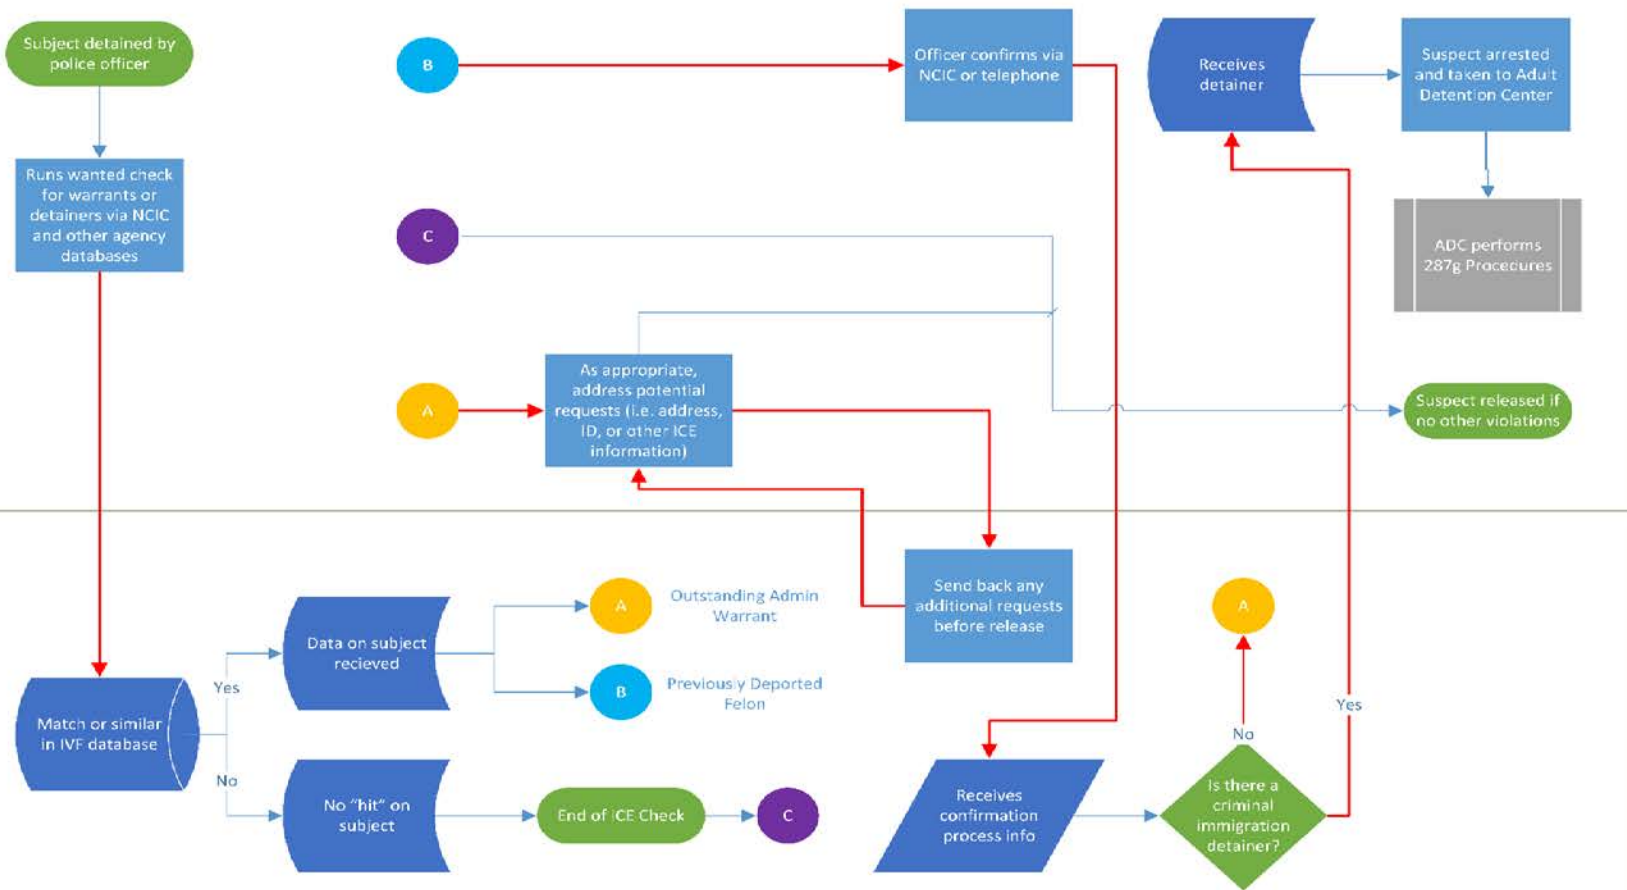 Subject detained by
police officer
B
Officer confirms via
NCIC or telephone
Receives
detainer
Suspect arrested
and taken to Adult
Detention Center
Runs wanted check
for warrants or
detainers via NCIC
and other agency
databases
C
ADC performs
287g Procedures
A
As appropriate,
address potential
requests (i.e. address,
ID, or other ICE
information)
Suspect released if
no other violations
Send back any
additional requests
before release
A
Outstanding Admin
Warrant
A
Data on subject
recieved
B
Previously Deported
Felon
Yes
Match or similar
in IVF database
No
Yes
No
No "hit" on
subject
End of ICE Check
C
Receives
confirmation
process info
Is there a
criminal
immigration
detainer?